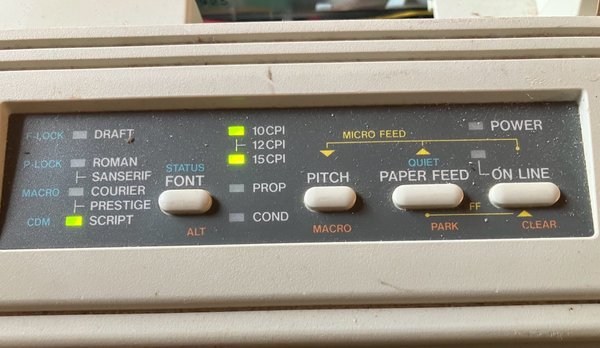 F-LOCK DRAFT
P-LOCK ROMAN
SANSERIF
MACRO COURIER
PRESTIGE
CDM SCRIPT
STATUS
FONT
ALT
10CPI
12CPI
15CPI
PROP
COND
MICRO FEED
PITCH
MACRO
QUIET
PAPER FEED
FF
PARK
POWER
ON LINE
CLEAR